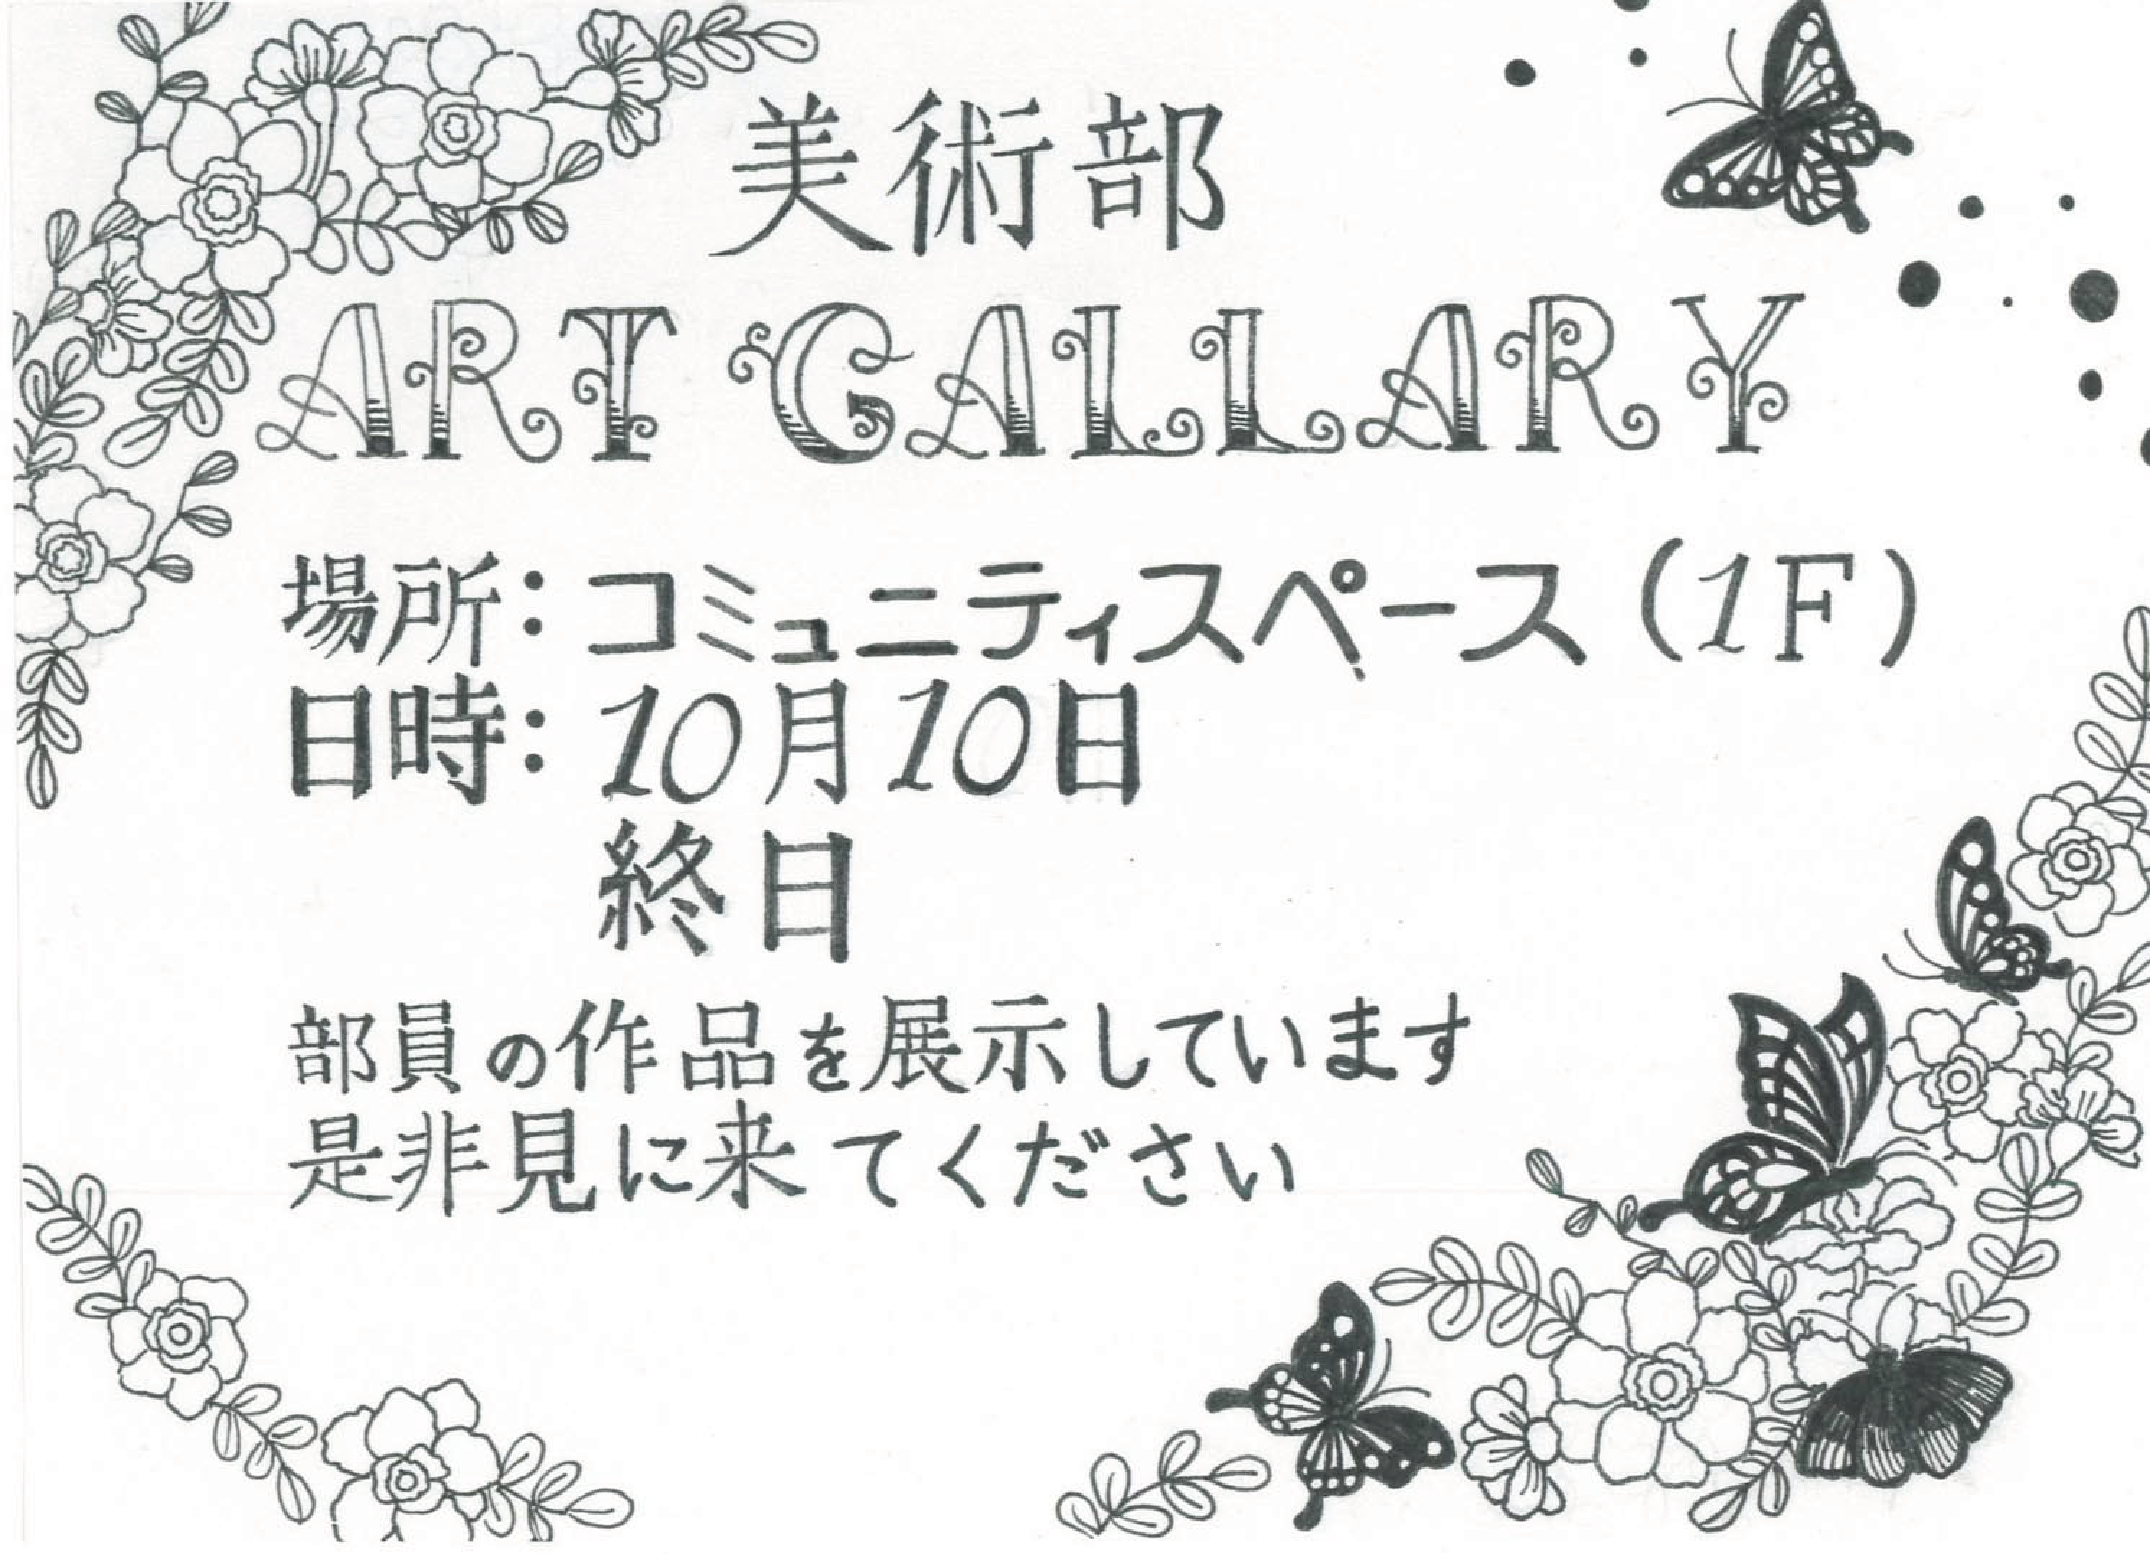 美術部
ART GALLARY
場所：コミュニティスペース（1F）
日時：10月10日
終日
部員の作品を展示しています
是非見に来てください